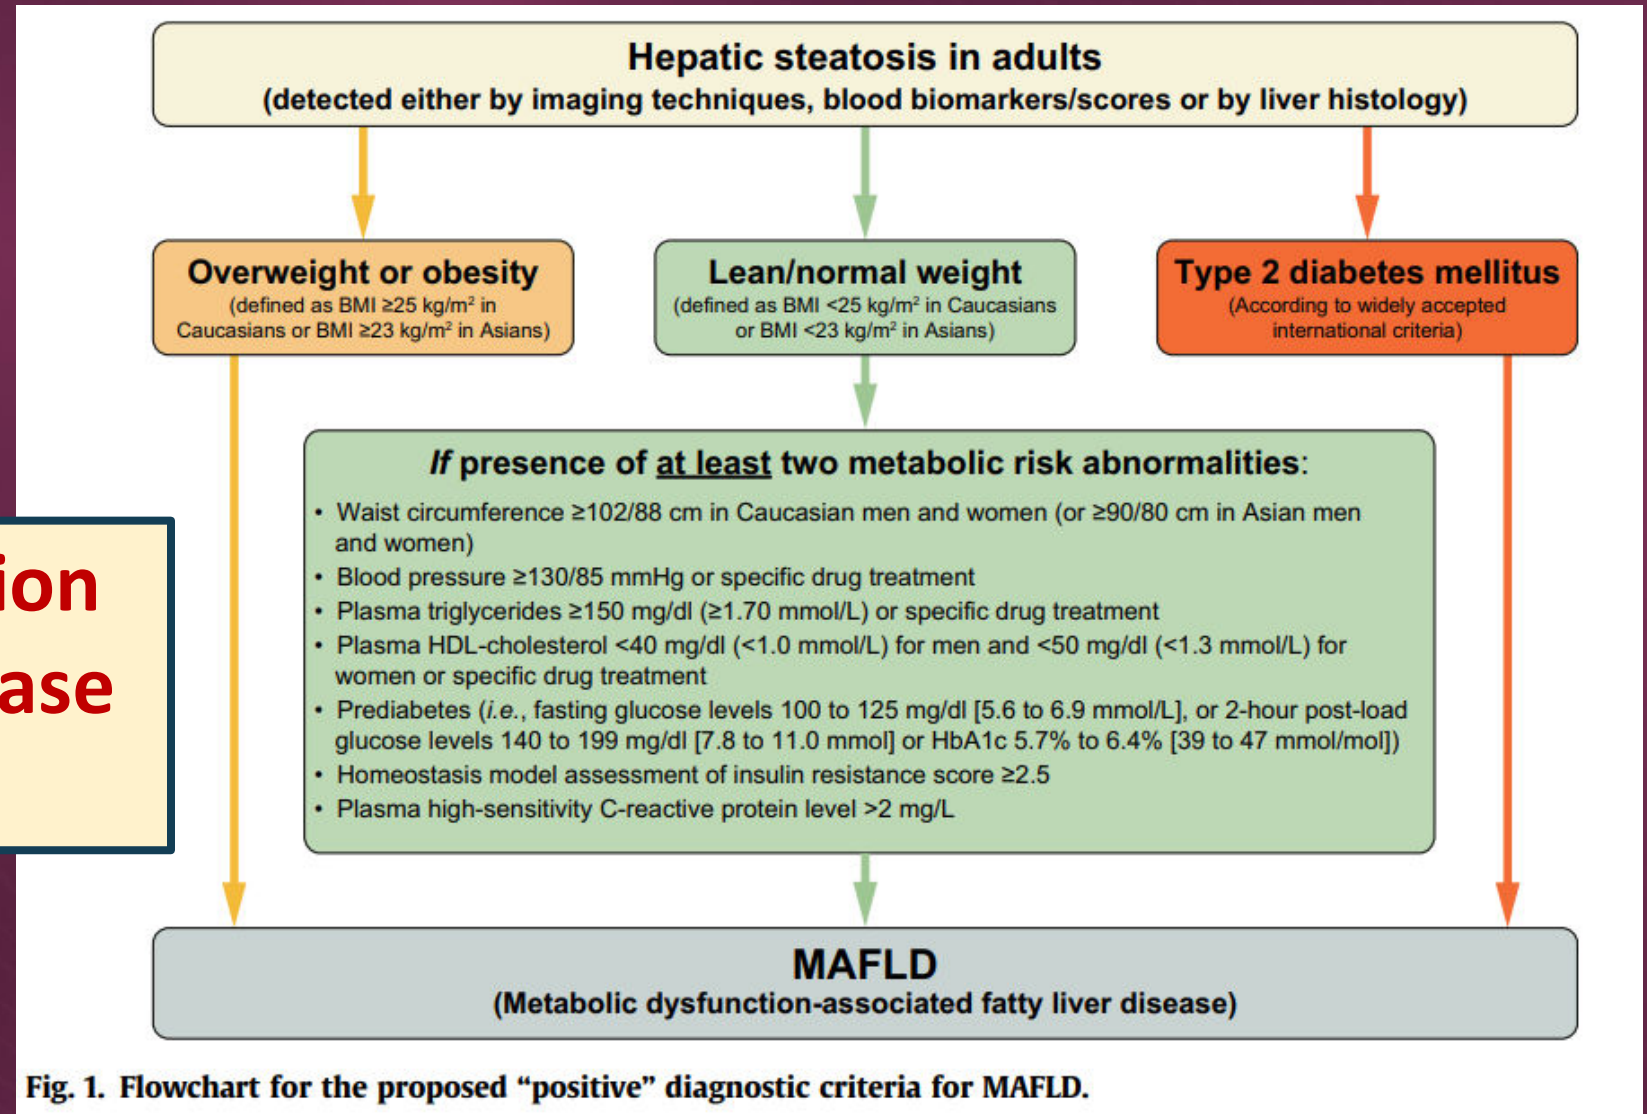 Hepatic steatosis in adults
(detected either by imaging techniques, blood biomarkers/scores or by liver histology)
Overweight or obesity
(defined as BMI ≥25 kg/m² in
Caucasians or BMI ≥23 kg/m² in Asians)
Lean/normal weight
(defined as BMI <25 kg/m² in Caucasians
or BMI <23 kg/m² in Asians)
Type 2 diabetes mellitus
(According to widely accepted
international criteria)
If presence of at least two metabolic risk abnormalities:
• Waist circumference ≥102/88 cm in Caucasian men and women (or ≥90/80 cm in Asian men
and women)
• Blood pressure ≥130/85 mmHg or specific drug treatment
• Plasma triglycerides ≥150 mg/dl (≥1.70 mmol/L) or specific drug treatment
• Plasma HDL-cholesterol <40 mg/dl (<1.0 mmol/L) for men and <50 mg/dl (<1.3 mmol/L) for
women or specific drug treatment
• Prediabetes (i.e., fasting glucose levels 100 to 125 mg/dl [5.6 to 6.9 mmol/L], or 2-hour post-load
glucose levels 140 to 199 mg/dl [7.8 to 11.0 mmol] or HbA1c 5.7% to 6.4% [39 to 47 mmol/mol])
• Homeostasis model assessment of insulin resistance score ≥2.5
• Plasma high-sensitivity C-reactive protein level >2 mg/L
ion
ase
MAFLD
(Metabolic dysfunction-associated fatty liver disease)
Fig. 1. Flowchart for the proposed “positive” diagnostic criteria for MAFLD.